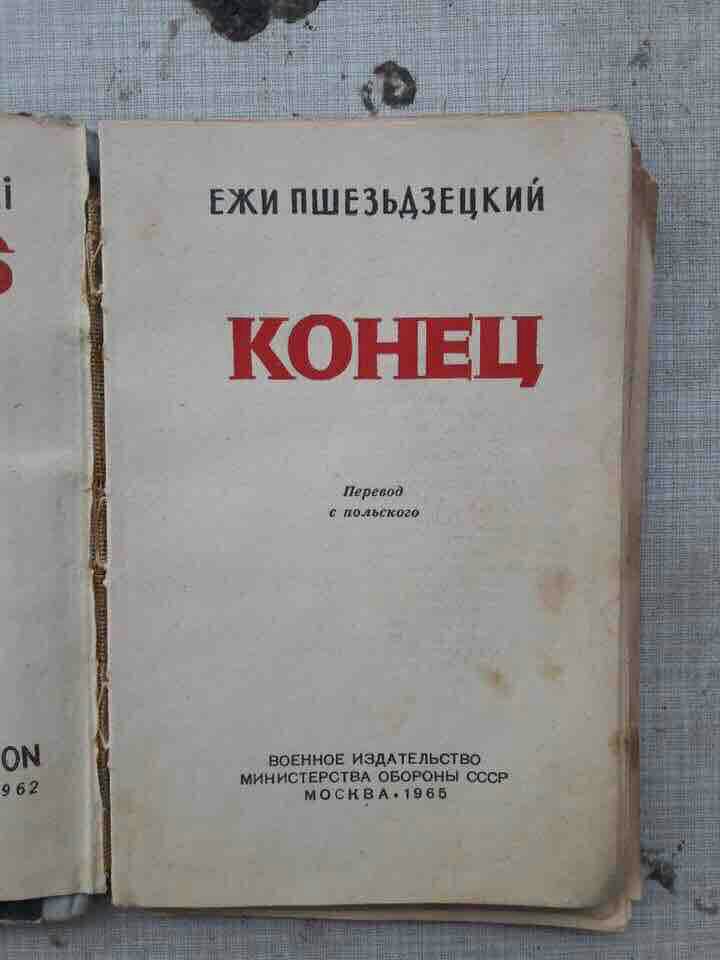 i
ON
962
ЕЖИ ПШЕЗЬДЗЕЦКИЙ
КОНЕЦ
Перевод
с польского
ВОЕННОЕ ИЗДАТЕЛЬСТВО
МИНИСТЕРСТВА ОБОРОНЫ СССР
МОСКВА • 1965